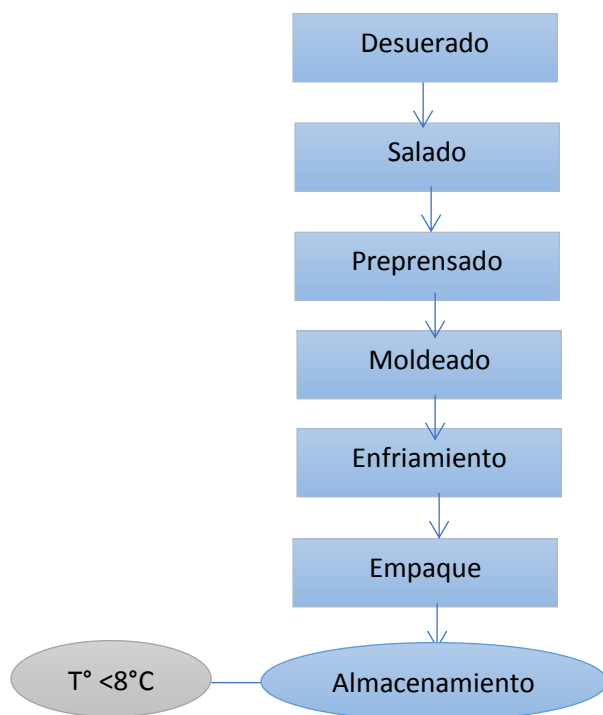 Desuerado
Salado
Preprensado
Moldeado
Enfriamiento
Empaque
T° <8°C
Almacenamiento